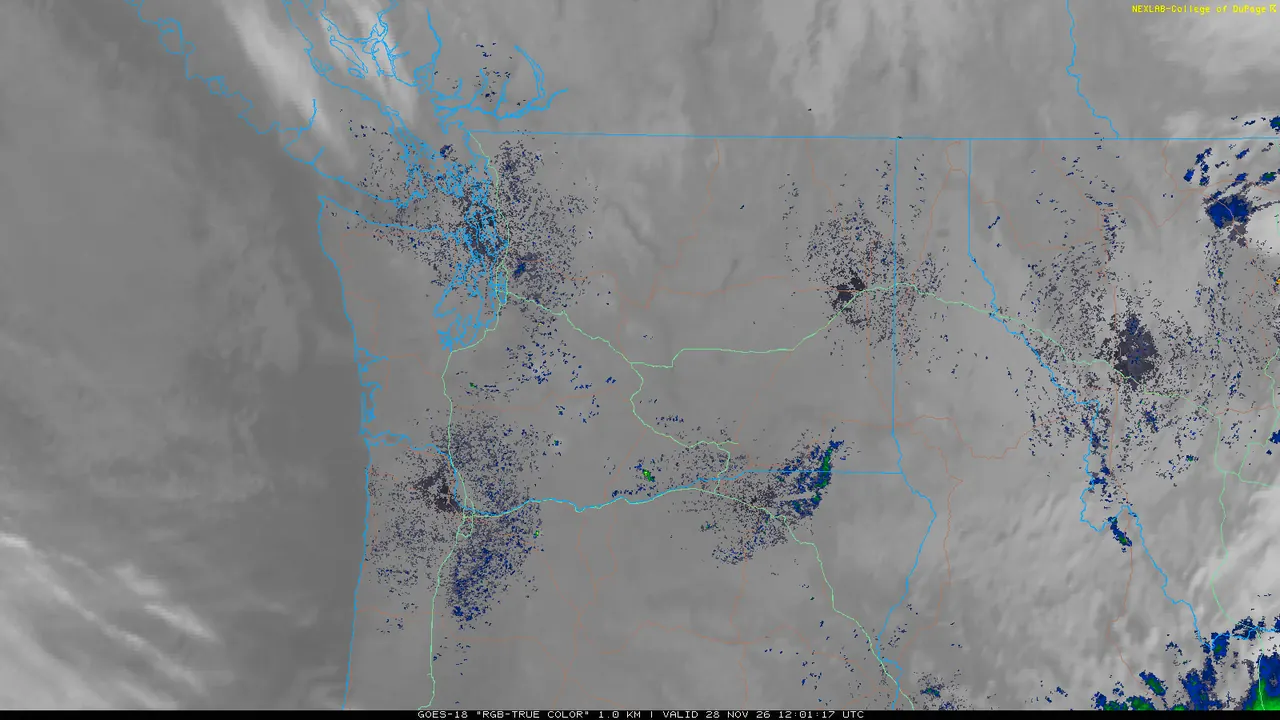 NEXLAB-College of DuPage
GOES-18 "RGB-TRUE COLOR" 1.0 KM | VALID 28 NOV 26 12:01:17 UTC